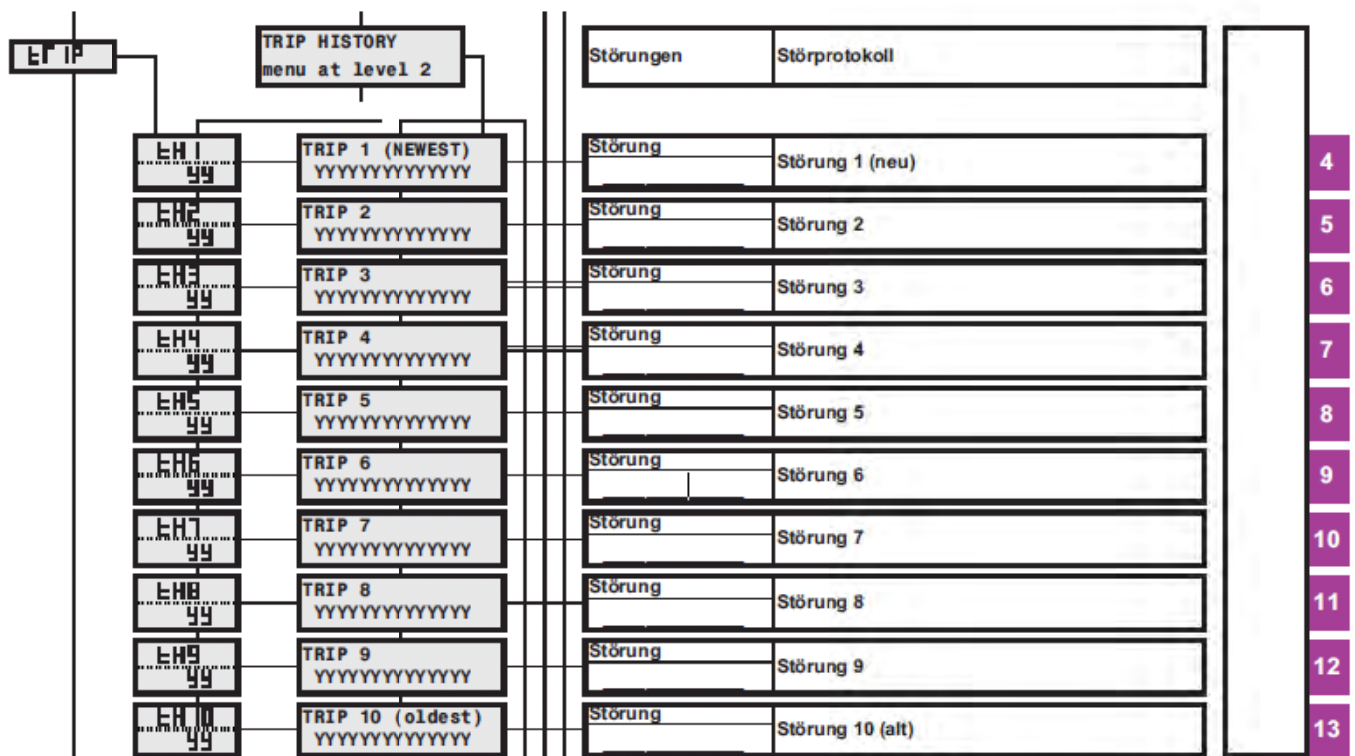 trIP
TRIP HISTORY
menu at level 2
Störungen
Störprotokoll
tH1
yy
TRIP 1 (NEWEST)
YYYYYYYYYYYYYY
Störung
Störung 1 (neu)
4
tH2
yy
TRIP 2
YYYYYYYYYYYYYY
Störung
Störung 2
5
tH3
yy
TRIP 3
YYYYYYYYYYYYYY
Störung
Störung 3
6
tH4
yy
TRIP 4
YYYYYYYYYYYYYY
Störung
Störung 4
7
tH5
yy
TRIP 5
YYYYYYYYYYYYYY
Störung
Störung 5
8
tH6
yy
TRIP 6
YYYYYYYYYYYYYY
Störung
Störung 6
9
tH7
yy
TRIP 7
YYYYYYYYYYYYYY
Störung
Störung 7
10
tH8
yy
TRIP 8
YYYYYYYYYYYYYY
Störung
Störung 8
11
tH9
yy
TRIP 9
YYYYYYYYYYYYYY
Störung
Störung 9
12
tH10
yy
TRIP 10 (oldest)
YYYYYYYYYYYYYY
Störung
Störung 10 (alt)
13